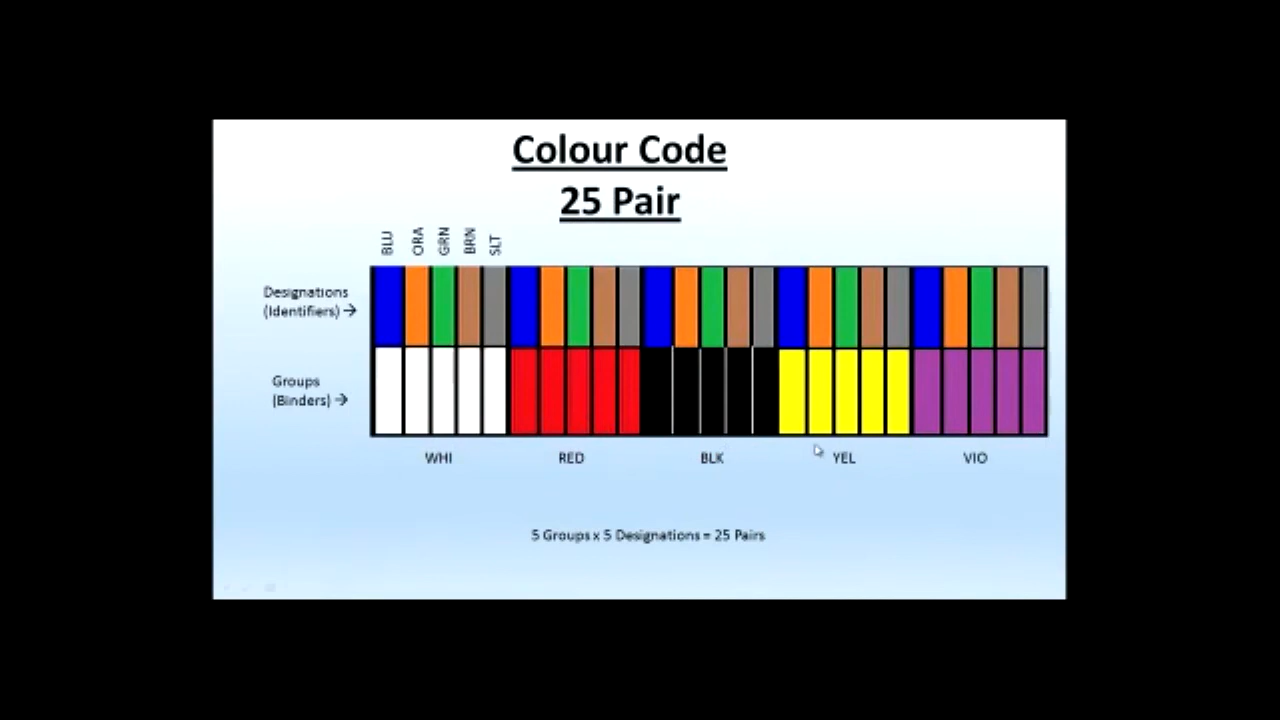 Colour Code
25 Pair
BLU ORA GRN BRN SLT
Designations
(Identifiers) →
Groups
(Binders) →
WHI RED BLK YEL VIO
5 Groups x 5 Designations = 25 Pairs